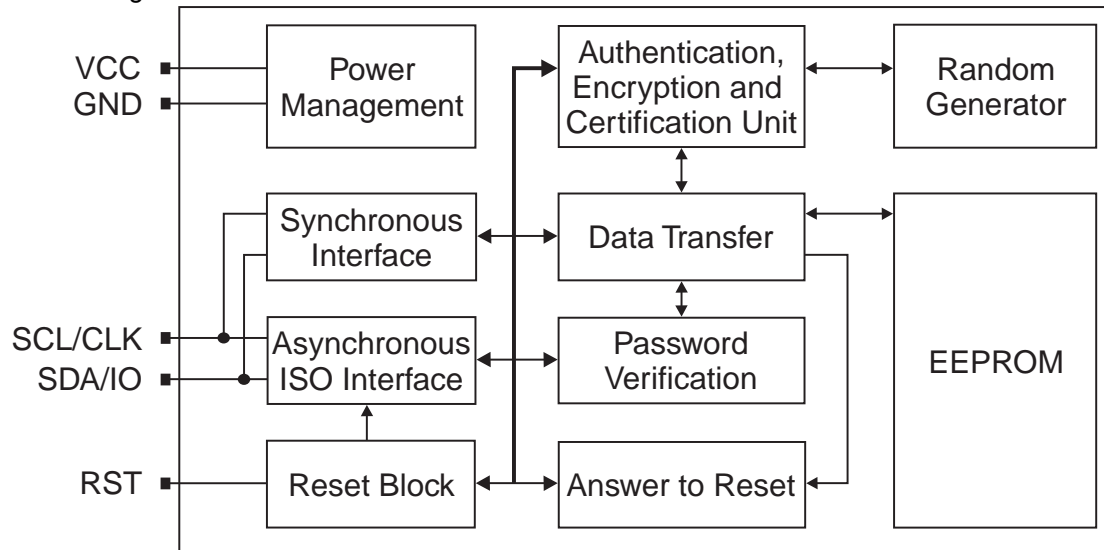 VCC
GND
Power
Management
Authentication,
Encryption and
Certification Unit
Random
Generator
Synchronous
Interface
Data Transfer
EEPROM
SCL/CLK
SDA/IO
Asynchronous
ISO Interface
Password
Verification
RST
Reset Block
Answer to Reset